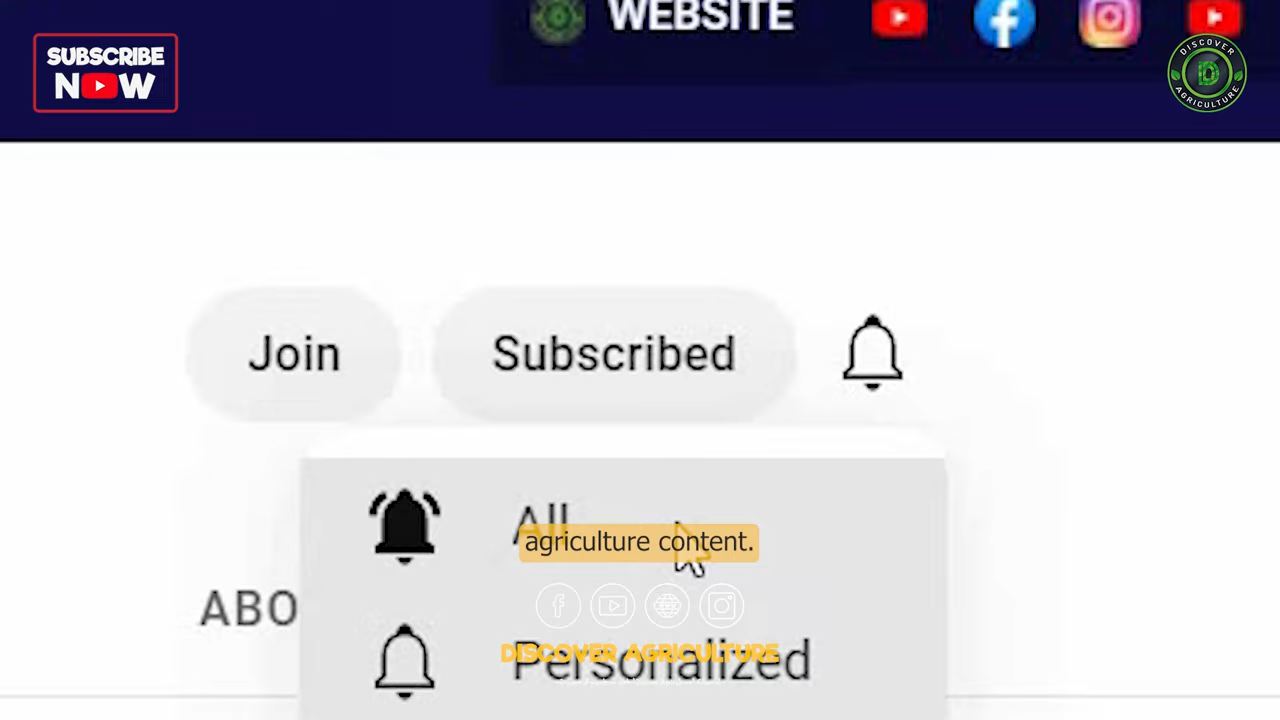 WEBSITE
SUBSCRIBE
NOW
DISCOVER
D
AGRICULTURE
Join
Subscribed
All
agriculture content.
ABO
Personalized
DISCOVER AGRICULTURE